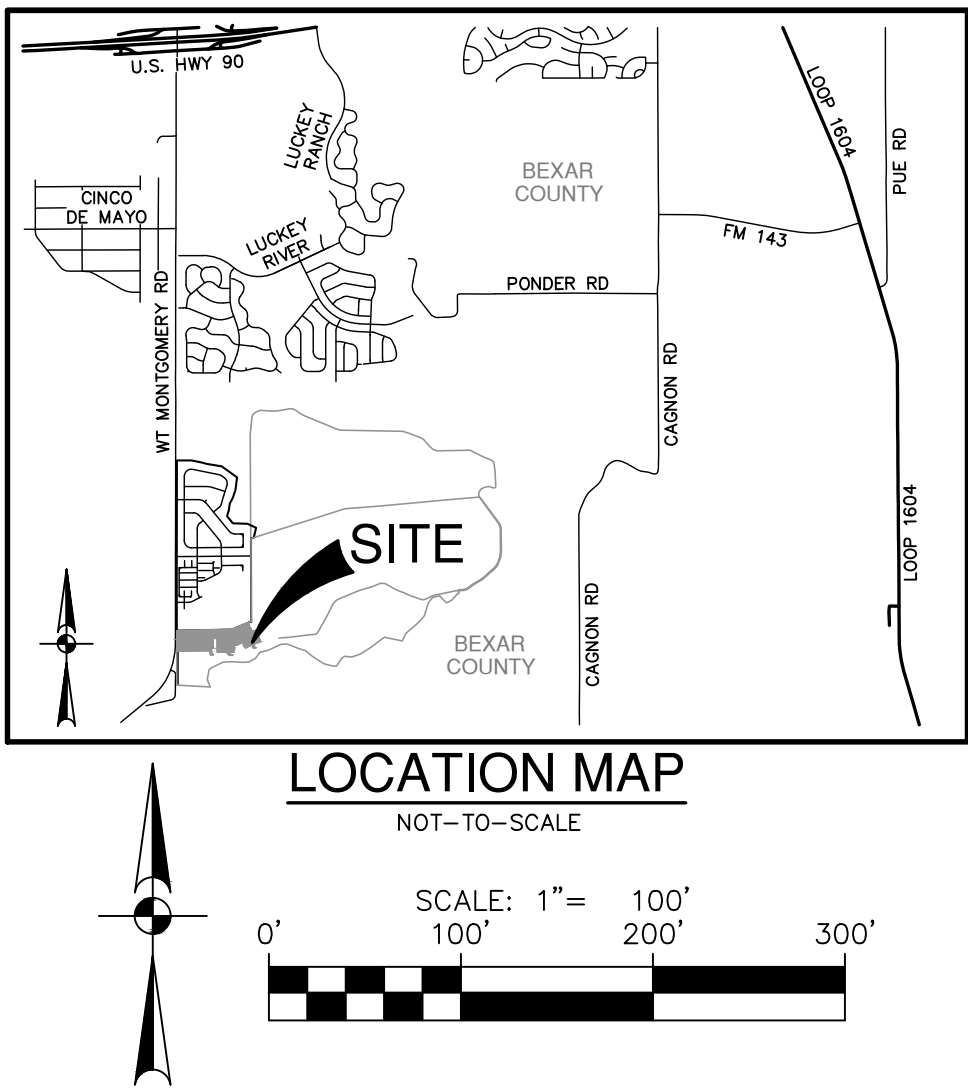 U.S. HWY 90
LUCKEY
RANCH
LOOP 1604
PUE RD
BEXAR
COUNTY
CINCO
DE MAYO
LUCKEY
RIVER
FM 143
PONDER RD
WT MONTGOMERY RD
CAGNON RD
SITE
LOOP 1604
CAGNON RD
BEXAR
COUNTY
LOCATION MAP
NOT-TO-SCALE
SCALE: 1"= 100'
0' 100' 200' 300'